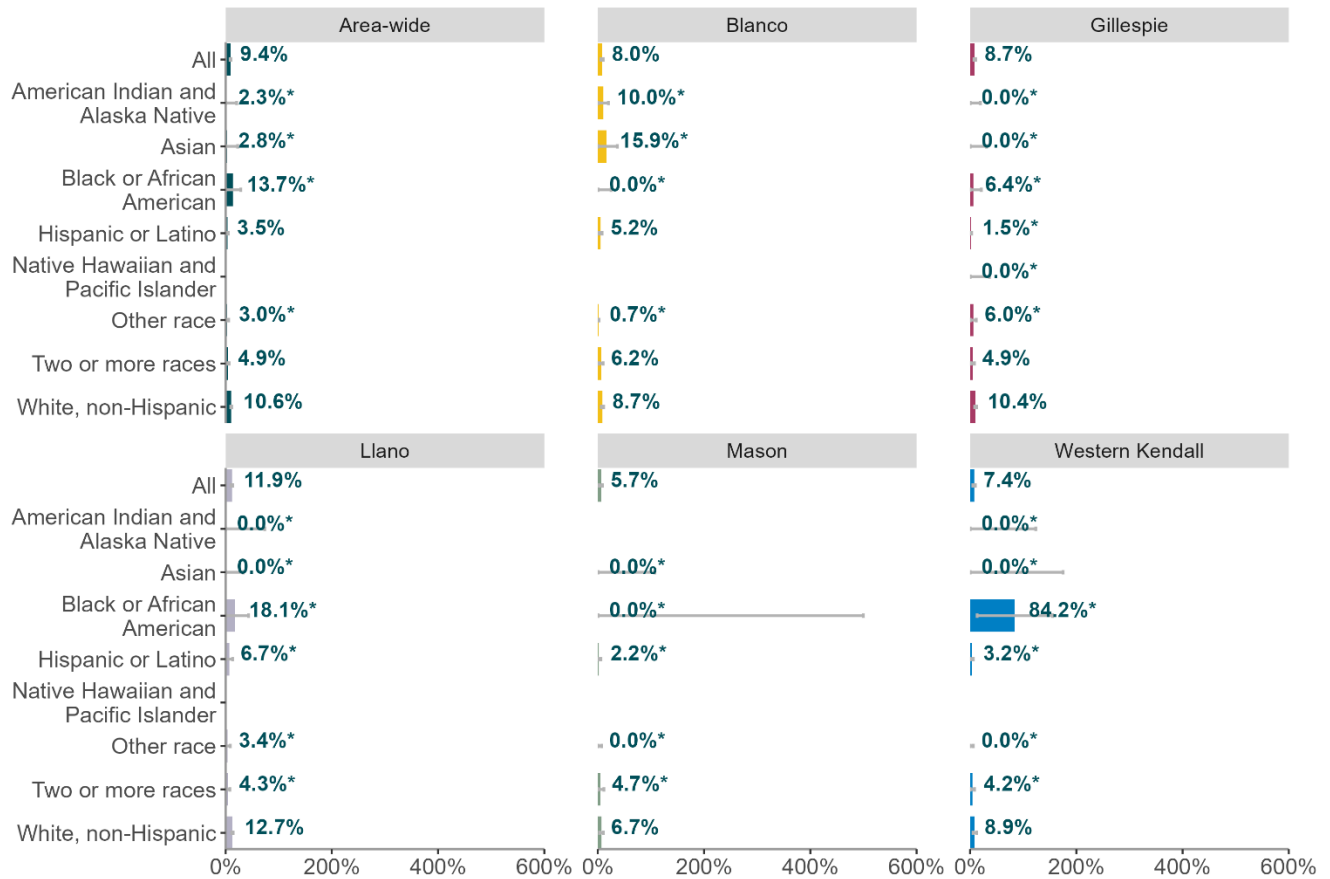 Area-wide Blanco Gillespie
All 9.4% 8.0% 8.7%
American Indian and
Alaska Native 2.3%* 10.0%* 0.0%*
Asian 2.8%* 15.9%* 0.0%*
Black or African
American 13.7%* 0.0%* 6.4%*
Hispanic or Latino 3.5% 5.2% 1.5%*
Native Hawaiian and
Pacific Islander 0.0%*
Other race 3.0%* 0.7%* 6.0%*
Two or more races 4.9% 6.2% 4.9%
White, non-Hispanic 10.6% 8.7% 10.4%
Llano Mason Western Kendall
All 11.9% 5.7% 7.4%
American Indian and
Alaska Native 0.0%* 0.0%*
Asian 0.0%* 0.0%* 0.0%*
Black or African
American 18.1%* 0.0%* 84.2%*
Hispanic or Latino 6.7%* 2.2%* 3.2%*
Native Hawaiian and
Pacific Islander
Other race 3.4%* 0.0%* 0.0%*
Two or more races 4.3%* 4.7%* 4.2%*
White, non-Hispanic 12.7% 6.7% 8.9%
0% 200% 400% 600% 0% 200% 400% 600% 0% 200% 400% 600%